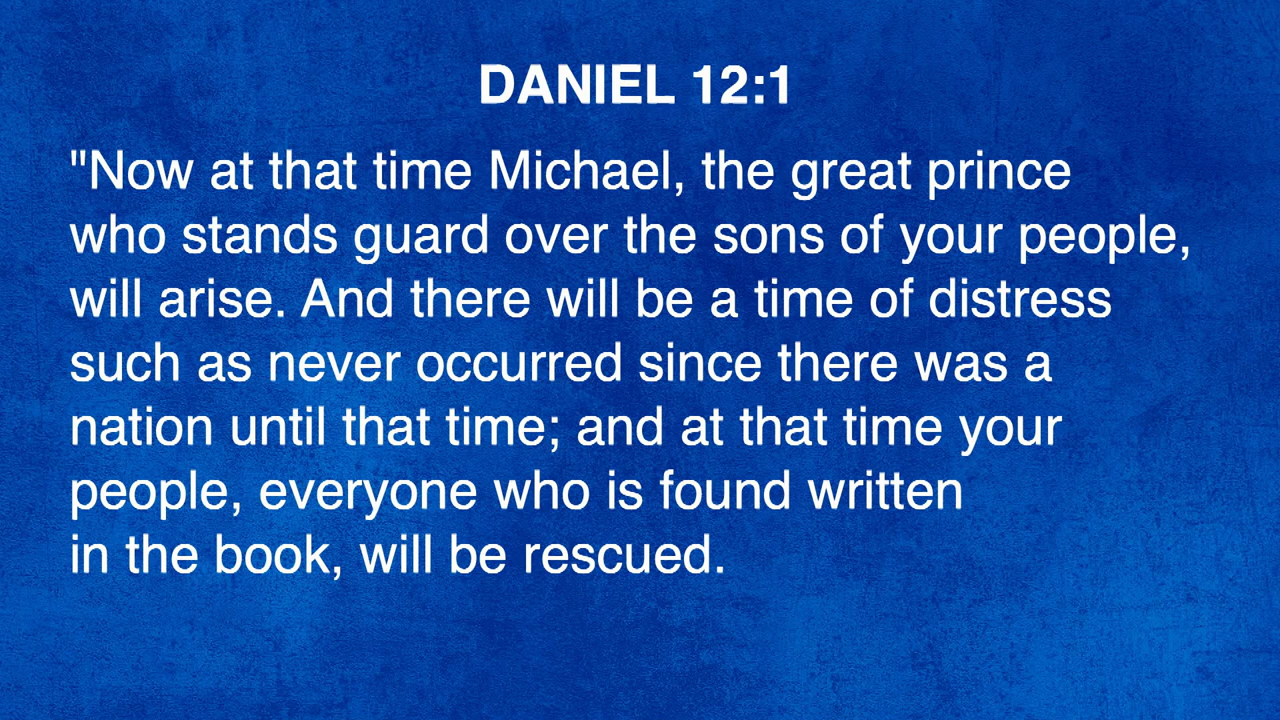 DANIEL 12:1
"Now at that time Michael, the great prince
who stands guard over the sons of your people,
will arise. And there will be a time of distress
such as never occurred since there was a
nation until that time; and at that time your
people, everyone who is found written
in the book, will be rescued.